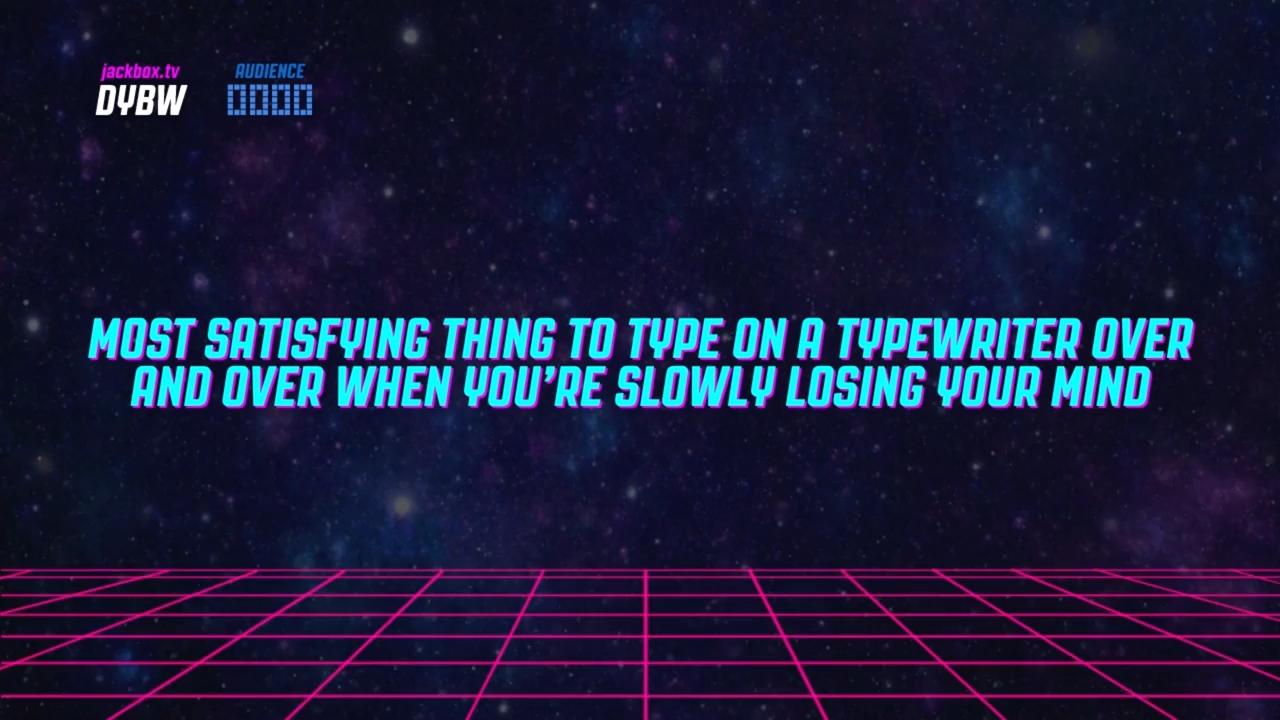 jackbox.tv
DYBW
AUDIENCE
0000
MOST SATISFYING THING TO TYPE ON A TYPEWRITER OVER
AND OVER WHEN YOU’RE SLOWLY LOSING YOUR MIND